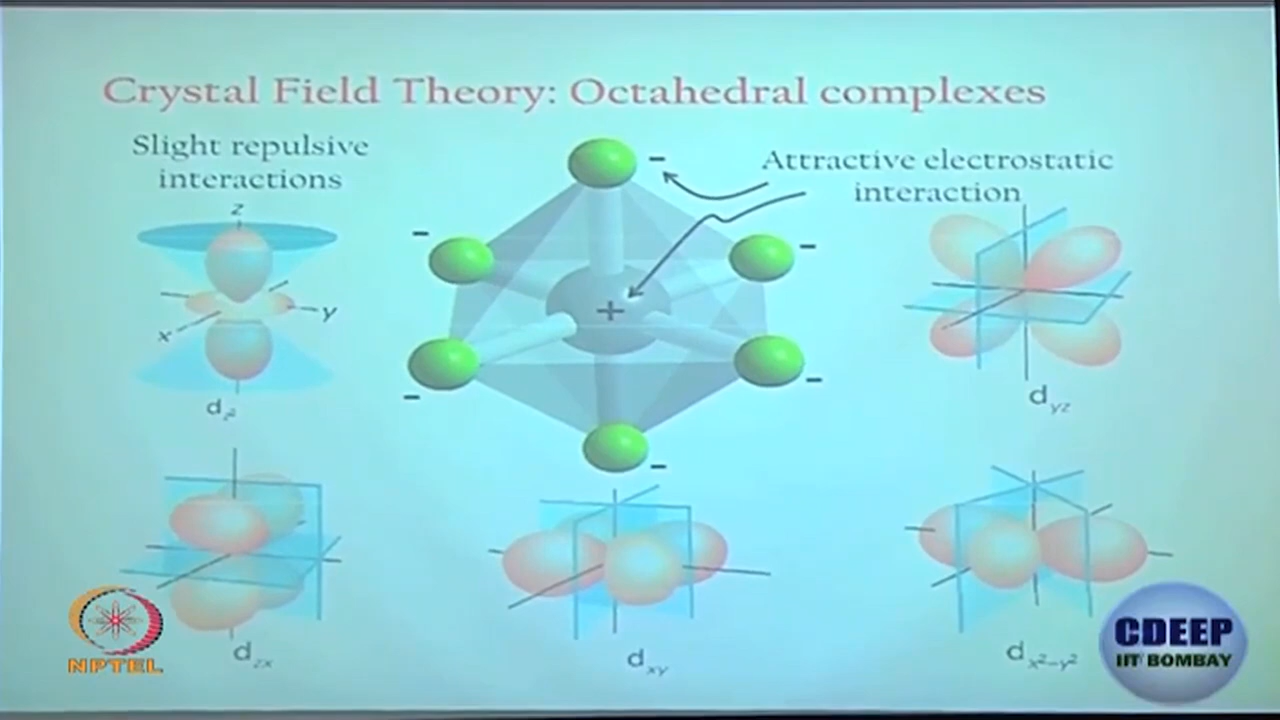 Crystal Field Theory: Octahedral complexes
Slight repulsive
interactions
Attractive electrostatic
interaction
z
y
x
+
d_z²
d_yz
d_zx
d_xy
d_x²–y²
NPTEL
CDEEP
IIT BOMBAY